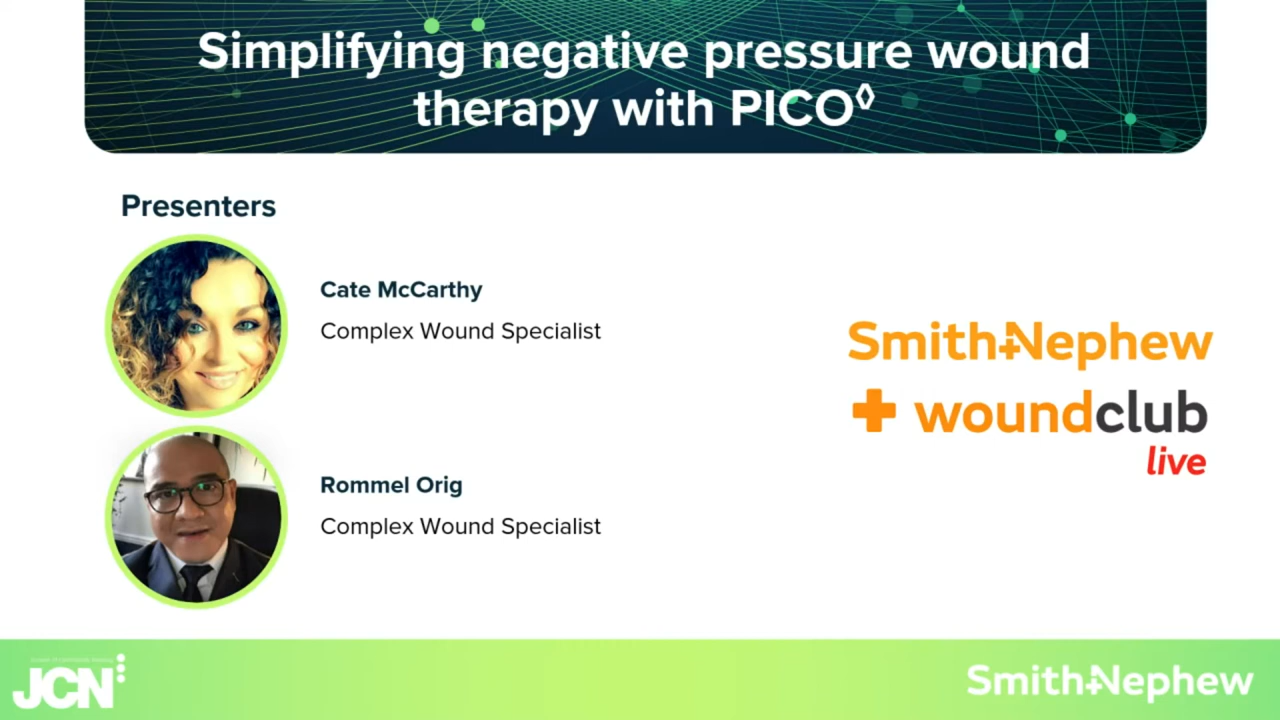 Simplifying negative pressure wound
therapy with PICO◊
Presenters
Cate McCarthy
Complex Wound Specialist
Rommel Orig
Complex Wound Specialist
Smith+Nephew
woundclub
live
JCN
Smith+Nephew